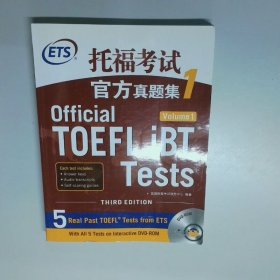 ETS
托福考试
官方真题集1
Official
Volume 1
TOEFL iBT
Tests
Each test includes:
Answer keys
Audio transcripts
Self-scoring guides
THIRD EDITION
5 Real Past TOEFL® Tests from ETS
With All 5 Tests on Interactive DVD-ROM